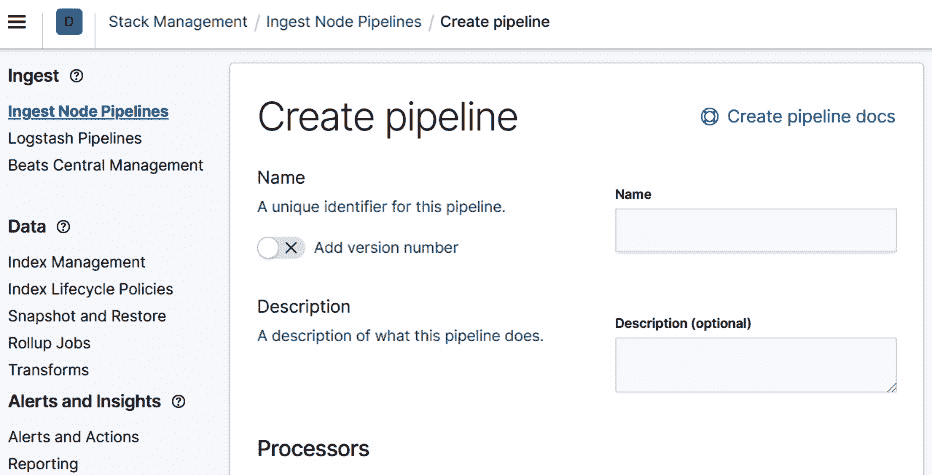 D Stack Management / Ingest Node Pipelines / Create pipeline
Ingest
Ingest Node Pipelines
Logstash Pipelines
Beats Central Management
Data
Index Management
Index Lifecycle Policies
Snapshot and Restore
Rollup Jobs
Transforms
Alerts and Insights
Alerts and Actions
Reporting
Create pipeline
Create pipeline docs
Name
A unique identifier for this pipeline.
Add version number
Name
Description
A description of what this pipeline does.
Description (optional)
Processors